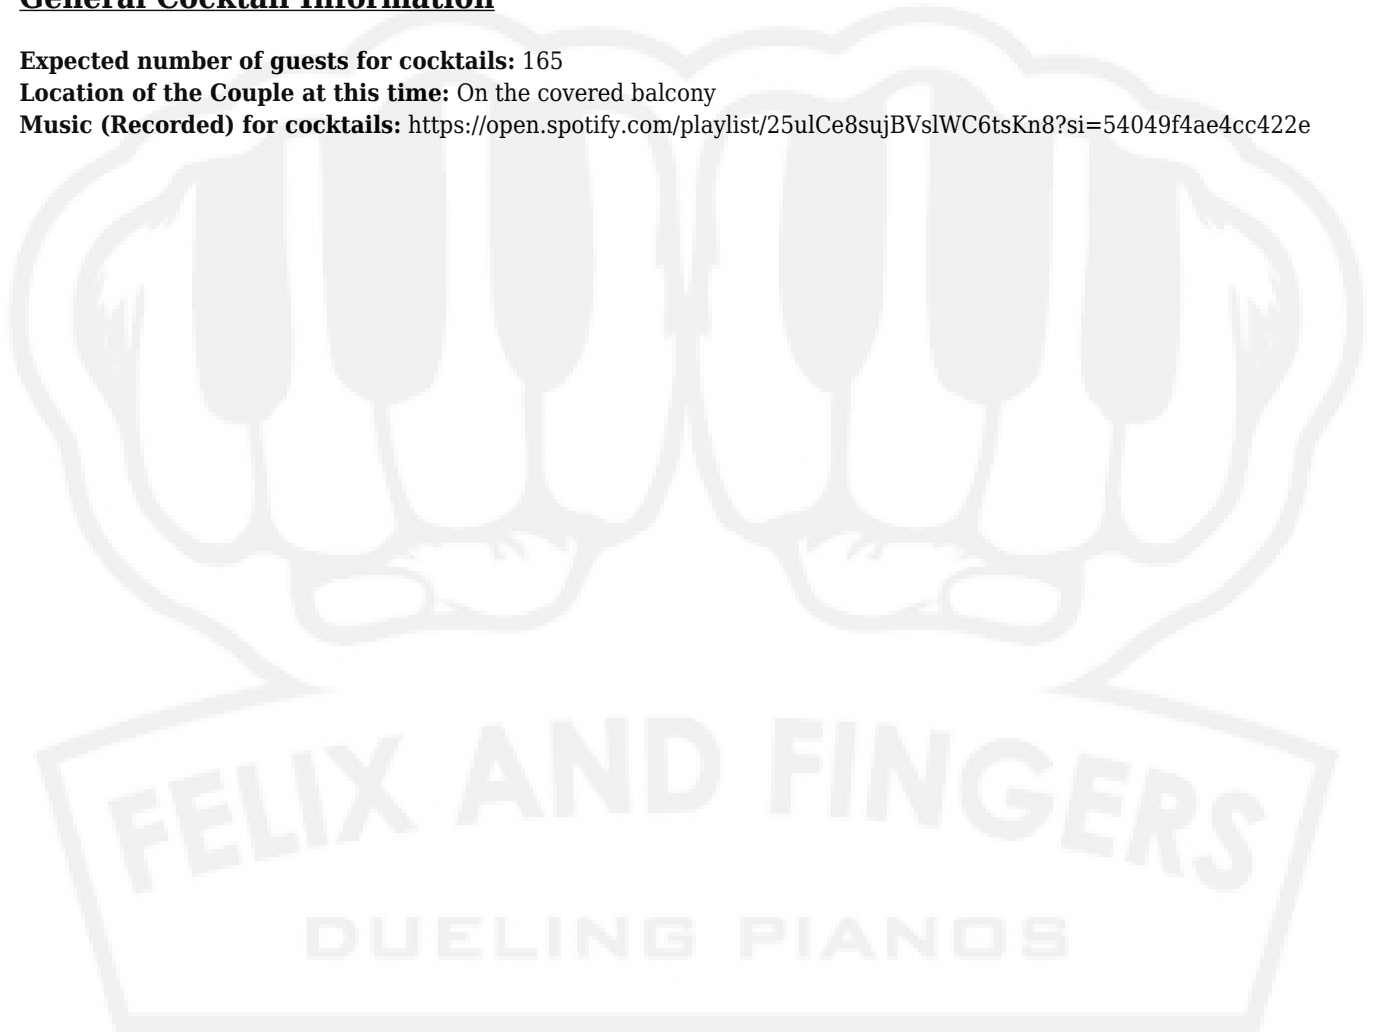 General Cocktail Information
Expected number of guests for cocktails: 165
Location of the Couple at this time: On the covered balcony
Music (Recorded) for cocktails: https://open.spotify.com/playlist/25ulCe8sujBVslWC6tsKn8?si=54049f4ae4cc422e
FELIX AND FINGERS
DUELING PIANOS